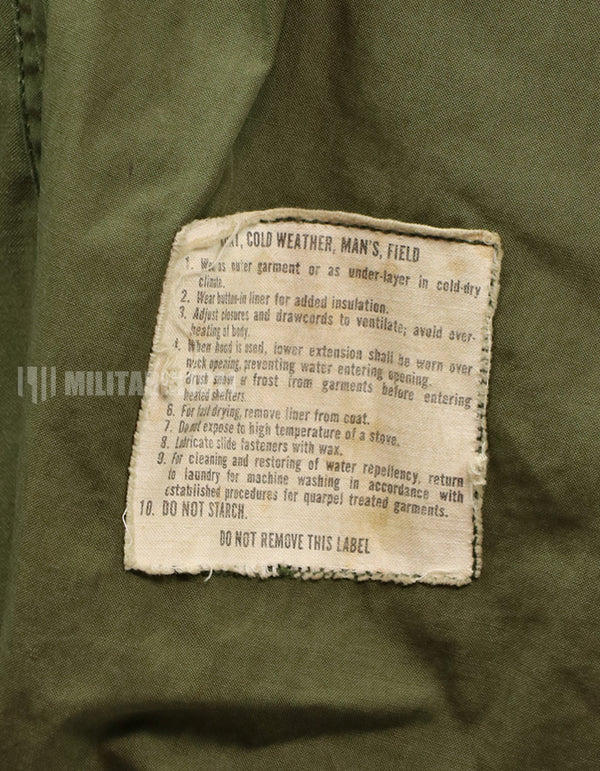 COAT, COLD WEATHER, MAN'S, FIELD
1. Wear as outer garment or as under-layer in cold-dry
climate.
2. Wear button-in liner for added insulation.
3. Adjust closures and drawcords to ventilate; avoid over-
heating of body.
4. When hood is used, lower extension shall be worn over
neck opening, preventing water entering opening.
Brush snow or frost from garments before entering
heated shelters.
6. For fast drying, remove liner from coat.
7. Do not expose to high temperature of a stove.
8. Lubricate slide fasteners with wax.
9. For cleaning and restoring of water repellency, return
to laundry for machine washing in accordance with
established procedures for quarpel treated garments.
10. DO NOT STARCH.
DO NOT REMOVE THIS LABEL